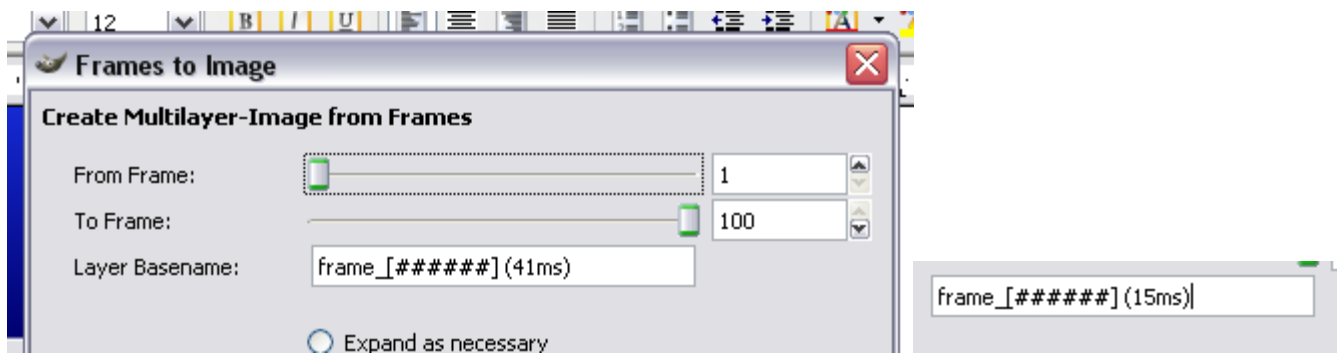 12 B I U A
Frames to Image
Create Multilayer-Image from Frames
From Frame: 1
To Frame: 100
Layer Basename: frame_[######] (41ms)
frame_[######] (15ms)
Expand as necessary